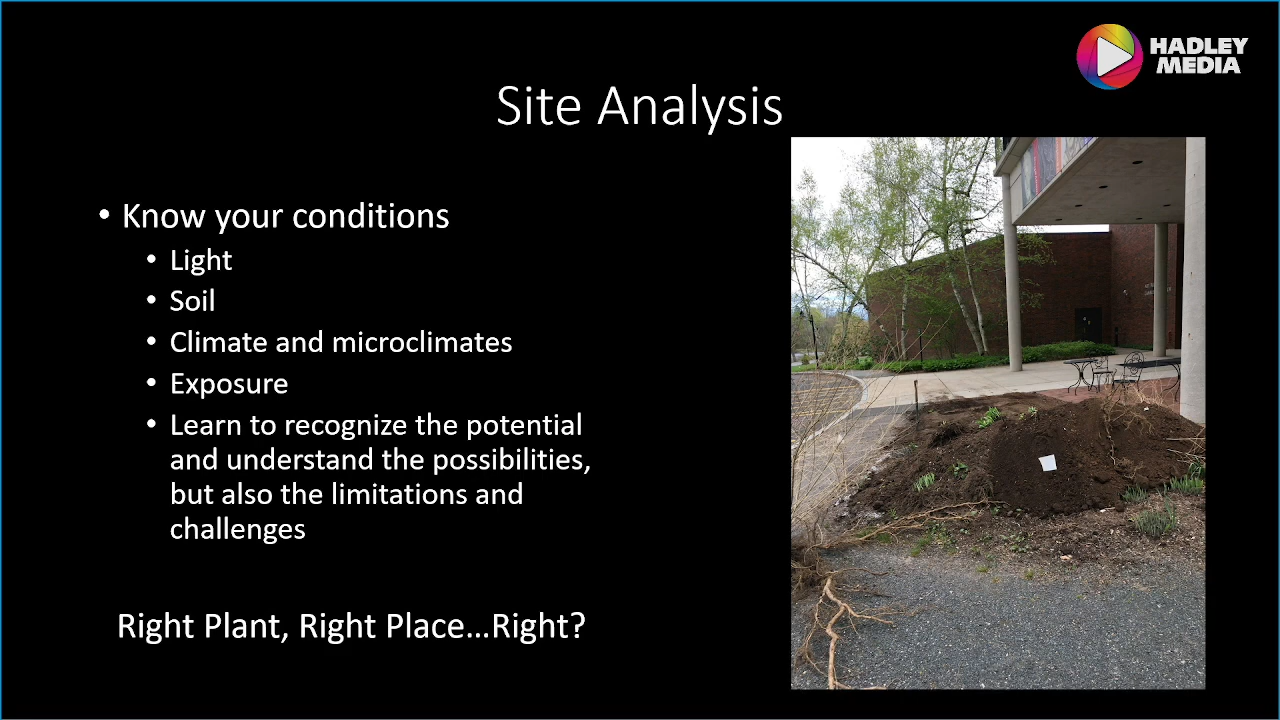 HADLEY
MEDIA
Site Analysis
• Know your conditions
• Light
• Soil
• Climate and microclimates
• Exposure
• Learn to recognize the potential
and understand the possibilities,
but also the limitations and
challenges
Right Plant, Right Place...Right?